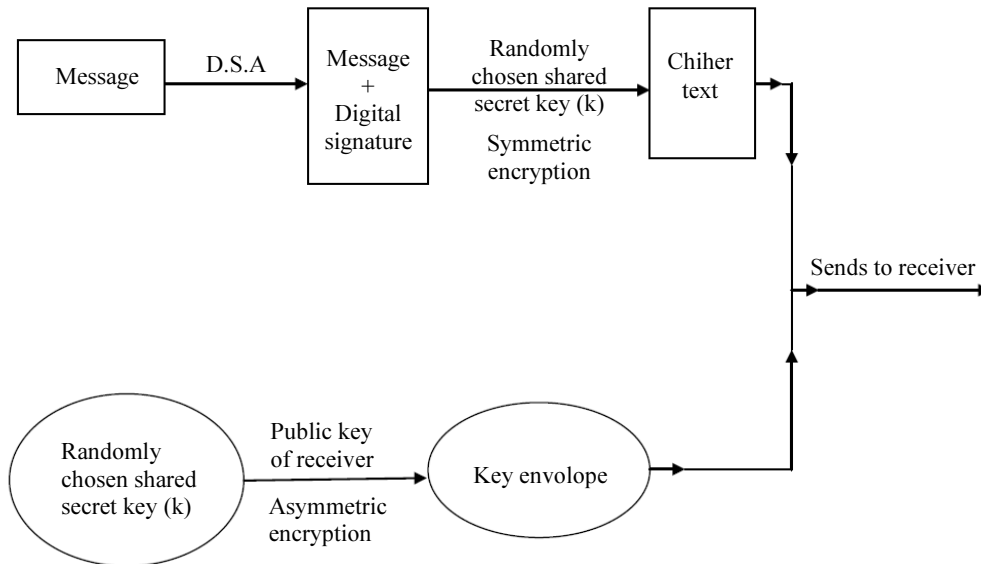 Message
D.S.A
Message
+
Digital
signature
Randomly
chosen shared
secret key (k)
Symmetric
encryption
Chiher
text
Sends to receiver
Randomly
chosen shared
secret key (k)
Public key
of receiver
Asymmetric
encryption
Key envolope